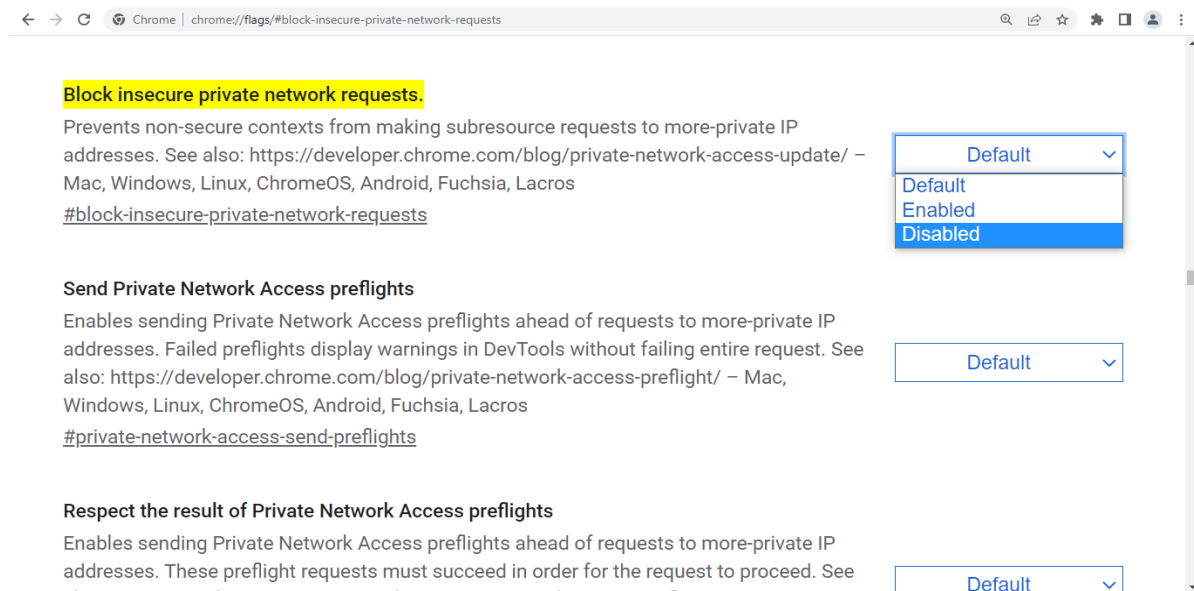 Chrome | chrome://flags/#block-insecure-private-network-requests
Block insecure private network requests.
Prevents non-secure contexts from making subresource requests to more-private IP
addresses. See also: https://developer.chrome.com/blog/private-network-access-update/ –
Mac, Windows, Linux, ChromeOS, Android, Fuchsia, Lacros
#block-insecure-private-network-requests
Default
Default
Enabled
Disabled
Send Private Network Access preflights
Enables sending Private Network Access preflights ahead of requests to more-private IP
addresses. Failed preflights display warnings in DevTools without failing entire request. See
also: https://developer.chrome.com/blog/private-network-access-preflight/ – Mac,
Windows, Linux, ChromeOS, Android, Fuchsia, Lacros
#private-network-access-send-preflights
Default
Respect the result of Private Network Access preflights
Enables sending Private Network Access preflights ahead of requests to more-private IP
addresses. These preflight requests must succeed in order for the request to proceed. See
Default